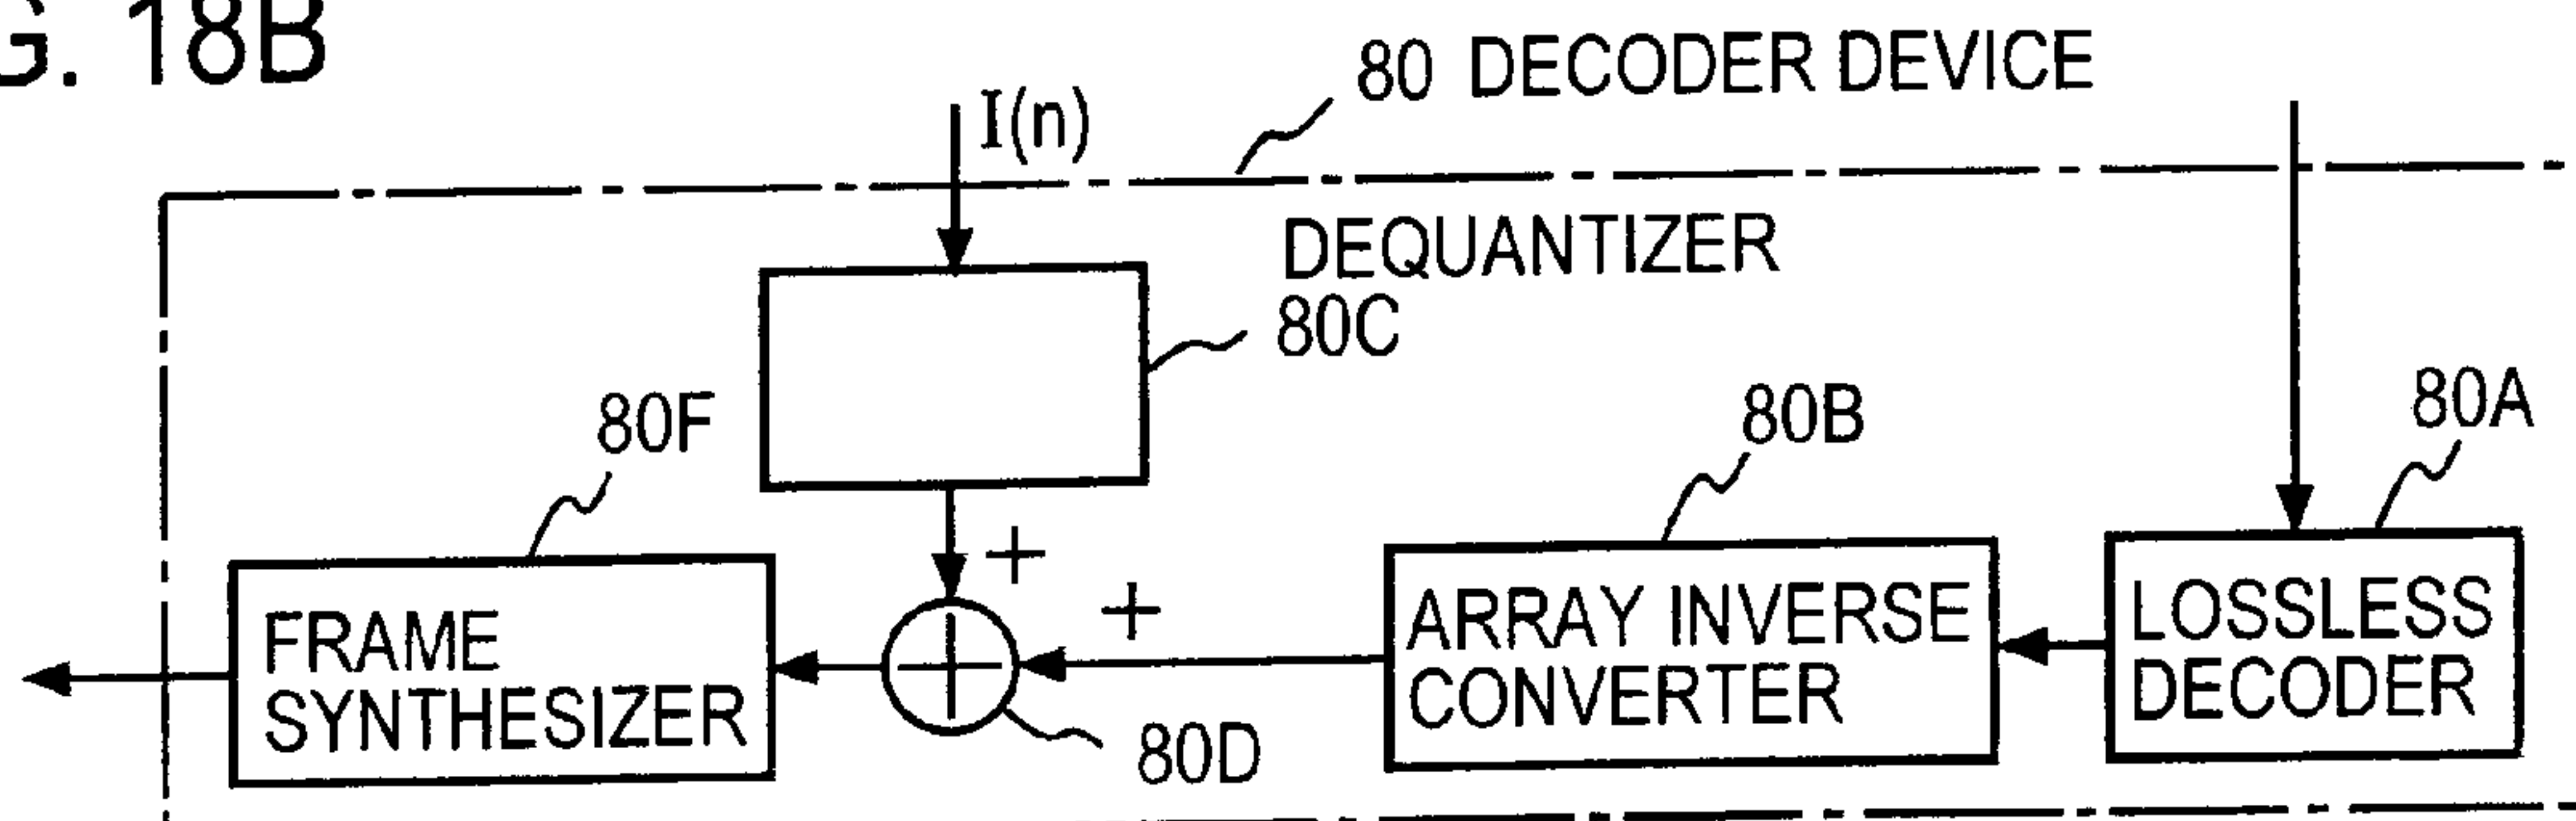 G. 18B
80 DECODER DEVICE
I(n)
DEQUANTIZER
80C
80F
80B
80A
+
+
FRAME
SYNTHESIZER
ARRAY INVERSE
CONVERTER
LOSSLESS
DECODER
80D